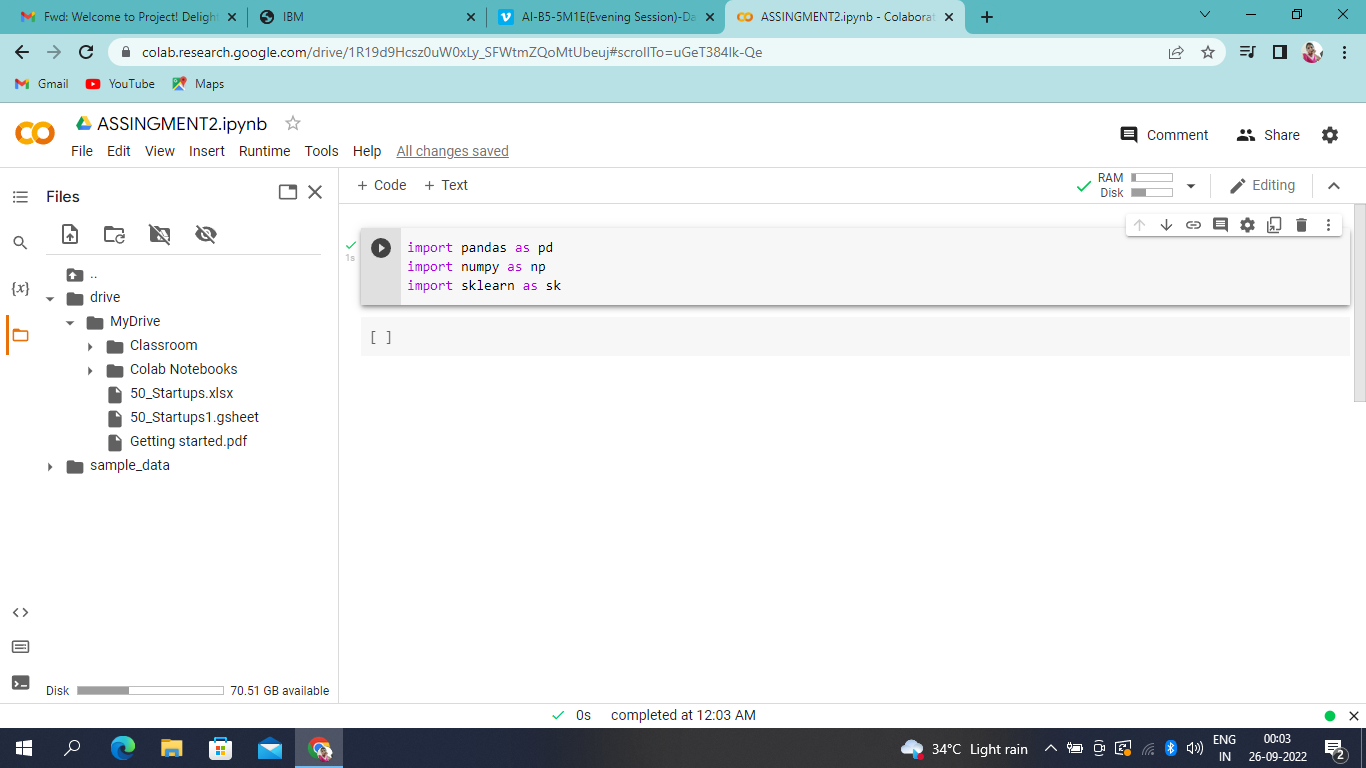 Fwd: Welcome to Project! Deligh
IBM
AI-B5-5M1E(Evening Session)-Da
ASSINGMENT2.ipynb - Colaborat
colab.research.google.com/drive/1R19d9Hcsz0uW0xLy_SFWtmZQoMtUbeuj#scrollTo=uGeT384Ik-Qe
Gmail YouTube Maps
ASSINGMENT2.ipynb
File Edit View Insert Runtime Tools Help All changes saved
Comment Share
Files
+ Code + Text
RAM
Disk
Editing
..
drive
MyDrive
Classroom
Colab Notebooks
50_Startups.xlsx
50_Startups1.gsheet
Getting started.pdf
sample_data
{x}
<>
Disk 70.51 GB available
1s
import pandas as pd
import numpy as np
import sklearn as sk
[ ]
0s completed at 12:03 AM
34°C Light rain
ENG
IN
00:03
26-09-2022
2